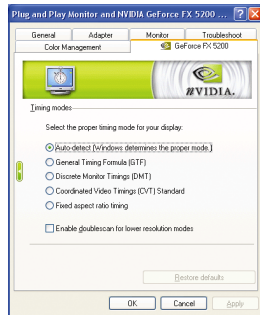 Plug and Play Monitor and NVIDIA GeForce FX 5200 ...
General Adapter Monitor Troubleshoot
Color Management GeForce FX 5200
NVIDIA.
Timing modes
Select the proper timing mode for your display:
Auto-detect (Windows determines the proper mode.)
General Timing Formula (GTF)
Discrete Monitor Timings (DMT)
Coordinated Video Timings (CVT) Standard
Fixed aspect ratio timing
Enable doublescan for lower resolution modes
Restore defaults
OK Cancel Apply